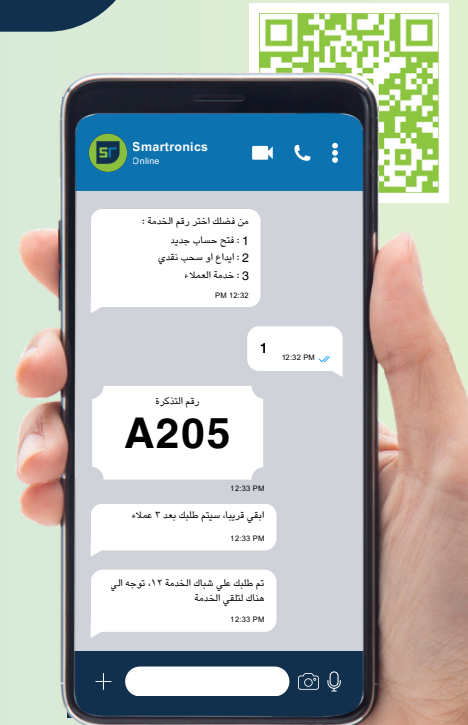 Smartronics
Online
من فضلك اختر رقم الخدمة :
1 : فتح حساب جديد
2 : ايداع او سحب نقدي
3 : خدمة العملاء
PM 12:32
1
12:32 PM
رقم التذكرة
A205
12:33 PM
ابقي قريبا، سيتم طلبك بعد ٣ عملاء
12:33 PM
تم طلبك علي شباك الخدمة ١٢، توجه الي
هناك لتلقي الخدمة
12:33 PM